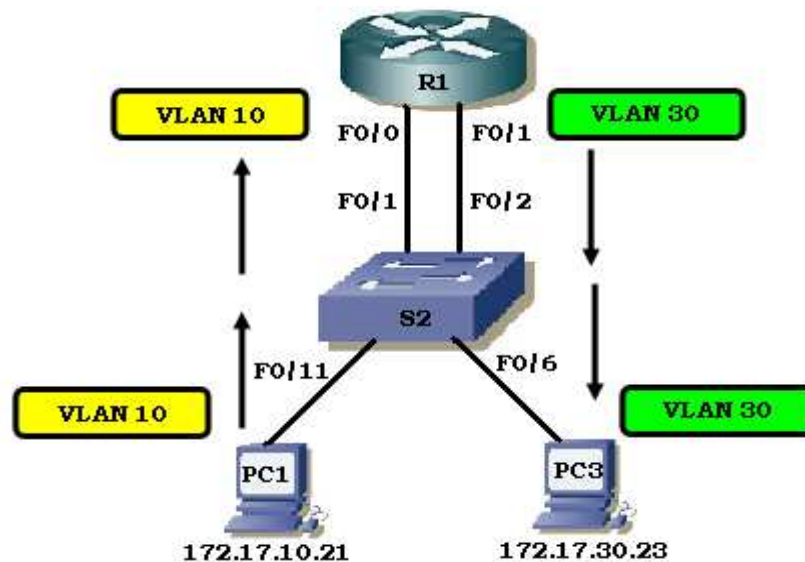 R1
VLAN 10
F0/0
F0/1
VLAN 30
F0/1
F0/2
S2
F0/11
F0/6
VLAN 10
VLAN 30
PC1
PC3
172.17.10.21
172.17.30.23